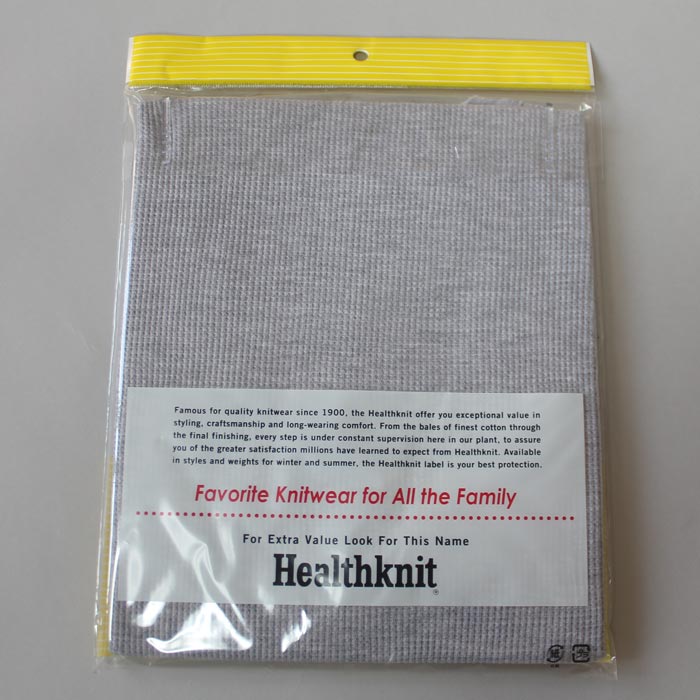 Famous for quality knitwear since 1900, the Healthknit offer you exceptional value in
styling, craftsmanship and long-wearing comfort. From the bales of finest cotton through
the final finishing, every step is under constant supervision here in our plant, to assure
you of the greater satisfaction millions have learned to expect from Healthknit. Available
in styles and weights for winter and summer, the Healthknit label is your best protection.
Favorite Knitwear for All the Family
For Extra Value Look For This Name
Healthknit®